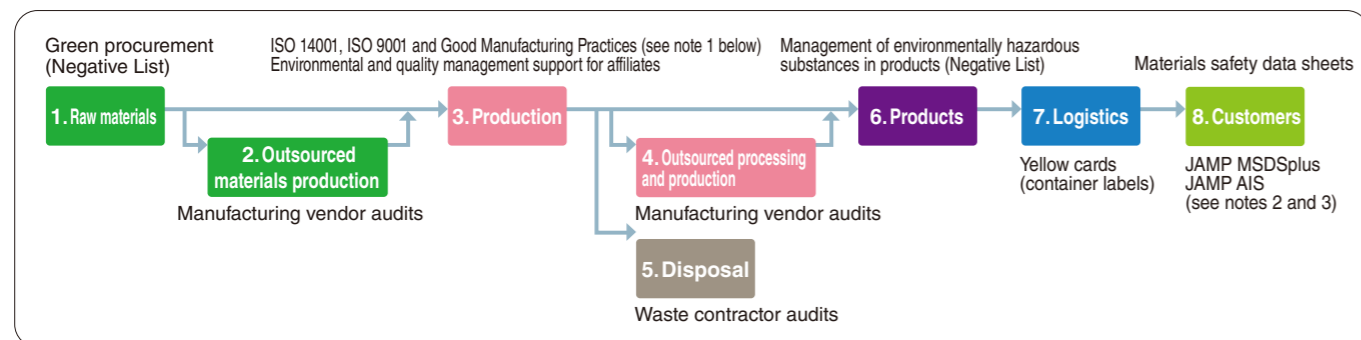 Green procurement
(Negative List)
ISO 14001, ISO 9001 and Good Manufacturing Practices (see note 1 below)
Environmental and quality management support for affiliates
Management of environmentally hazardous
substances in products (Negative List)
Materials safety data sheets
1. Raw materials
3. Production
6. Products
7. Logistics
8. Customers
2. Outsourced
materials production
Manufacturing vendor audits
4. Outsourced processing
and production
Manufacturing vendor audits
Yellow cards
(container labels)
JAMP MSDSplus
JAMP AIS
(see notes 2 and 3)
5. Disposal
Waste contractor audits